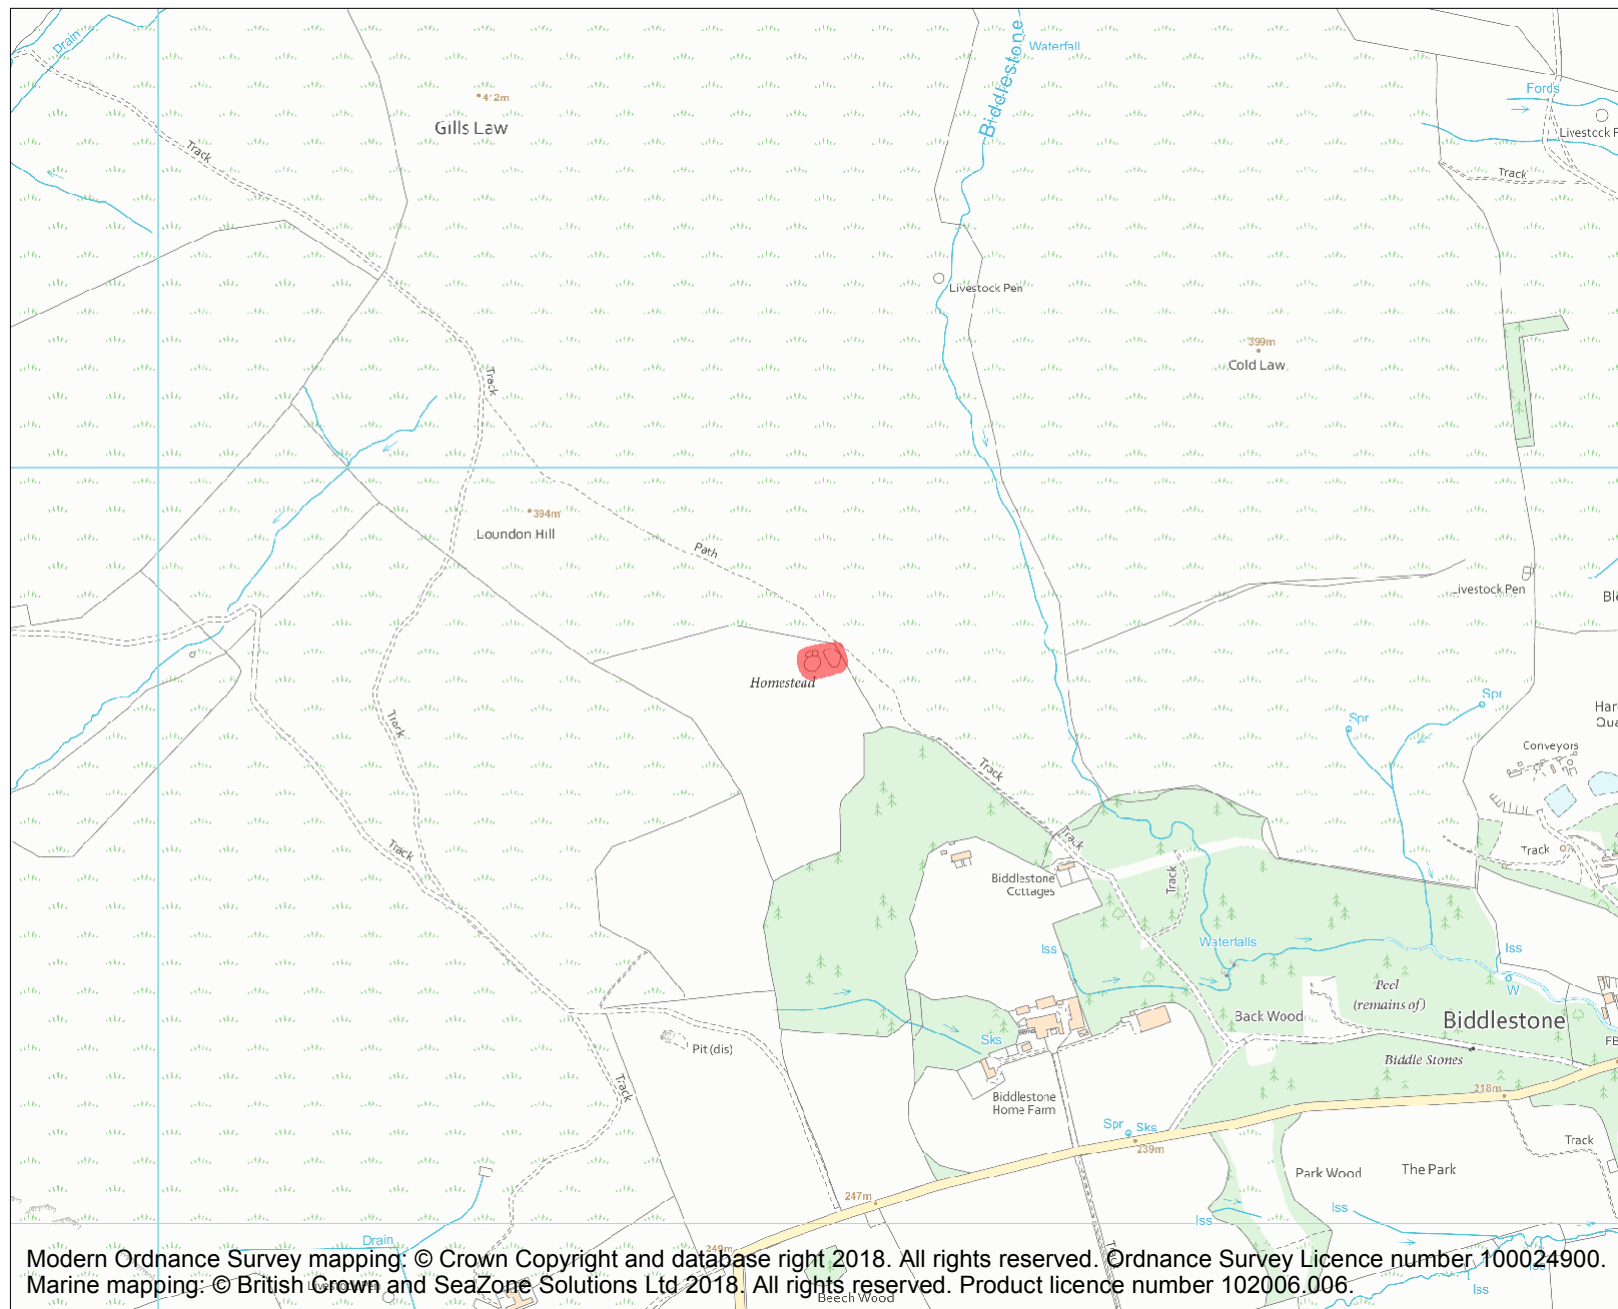 Drain
Biddlestone
Waterfall
Gills Law
Fords
Track
Track
Livestock Pen
399m
Cold Law
Track
394m
Loundon Hill
Path
Homestead
Spr
Spr
Conveyors
Track
Track
Track
Track
Track
Biddlestone
Cottages
Track
Iss
Waterfalls
Iss
W
Peel
(remains of)
Back Wood
Biddlestone
Biddle Stones
Sks
Pit (dis)
FB
Track
Biddlestone
Home Farm
218m
Spr
Sks
239m
Track
Park Wood
The Park
247m
Iss
Iss
Drain
Modern Ordnance Survey mapping: © Crown Copyright and database right 2018. All rights reserved. Ordnance Survey Licence number 100024900.
Marine mapping: © British Crown and SeaZone Solutions Ltd 2018. All rights reserved. Product licence number 102006.006.
Iss
Beech Wood